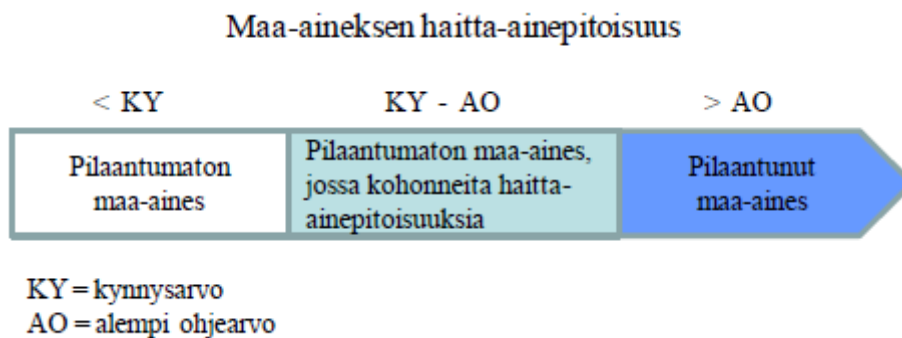 Maa-aineksen haitta-ainepitoisuus
< KY
KY - AO
> AO
Pilaantumaton
maa-aines
Pilaantumaton maa-aines,
jossa kohonneita haitta-
ainepitoisuuksia
Pilaantunut
maa-aines
KY = kynnysarvo
AO = alempi ohjearvo